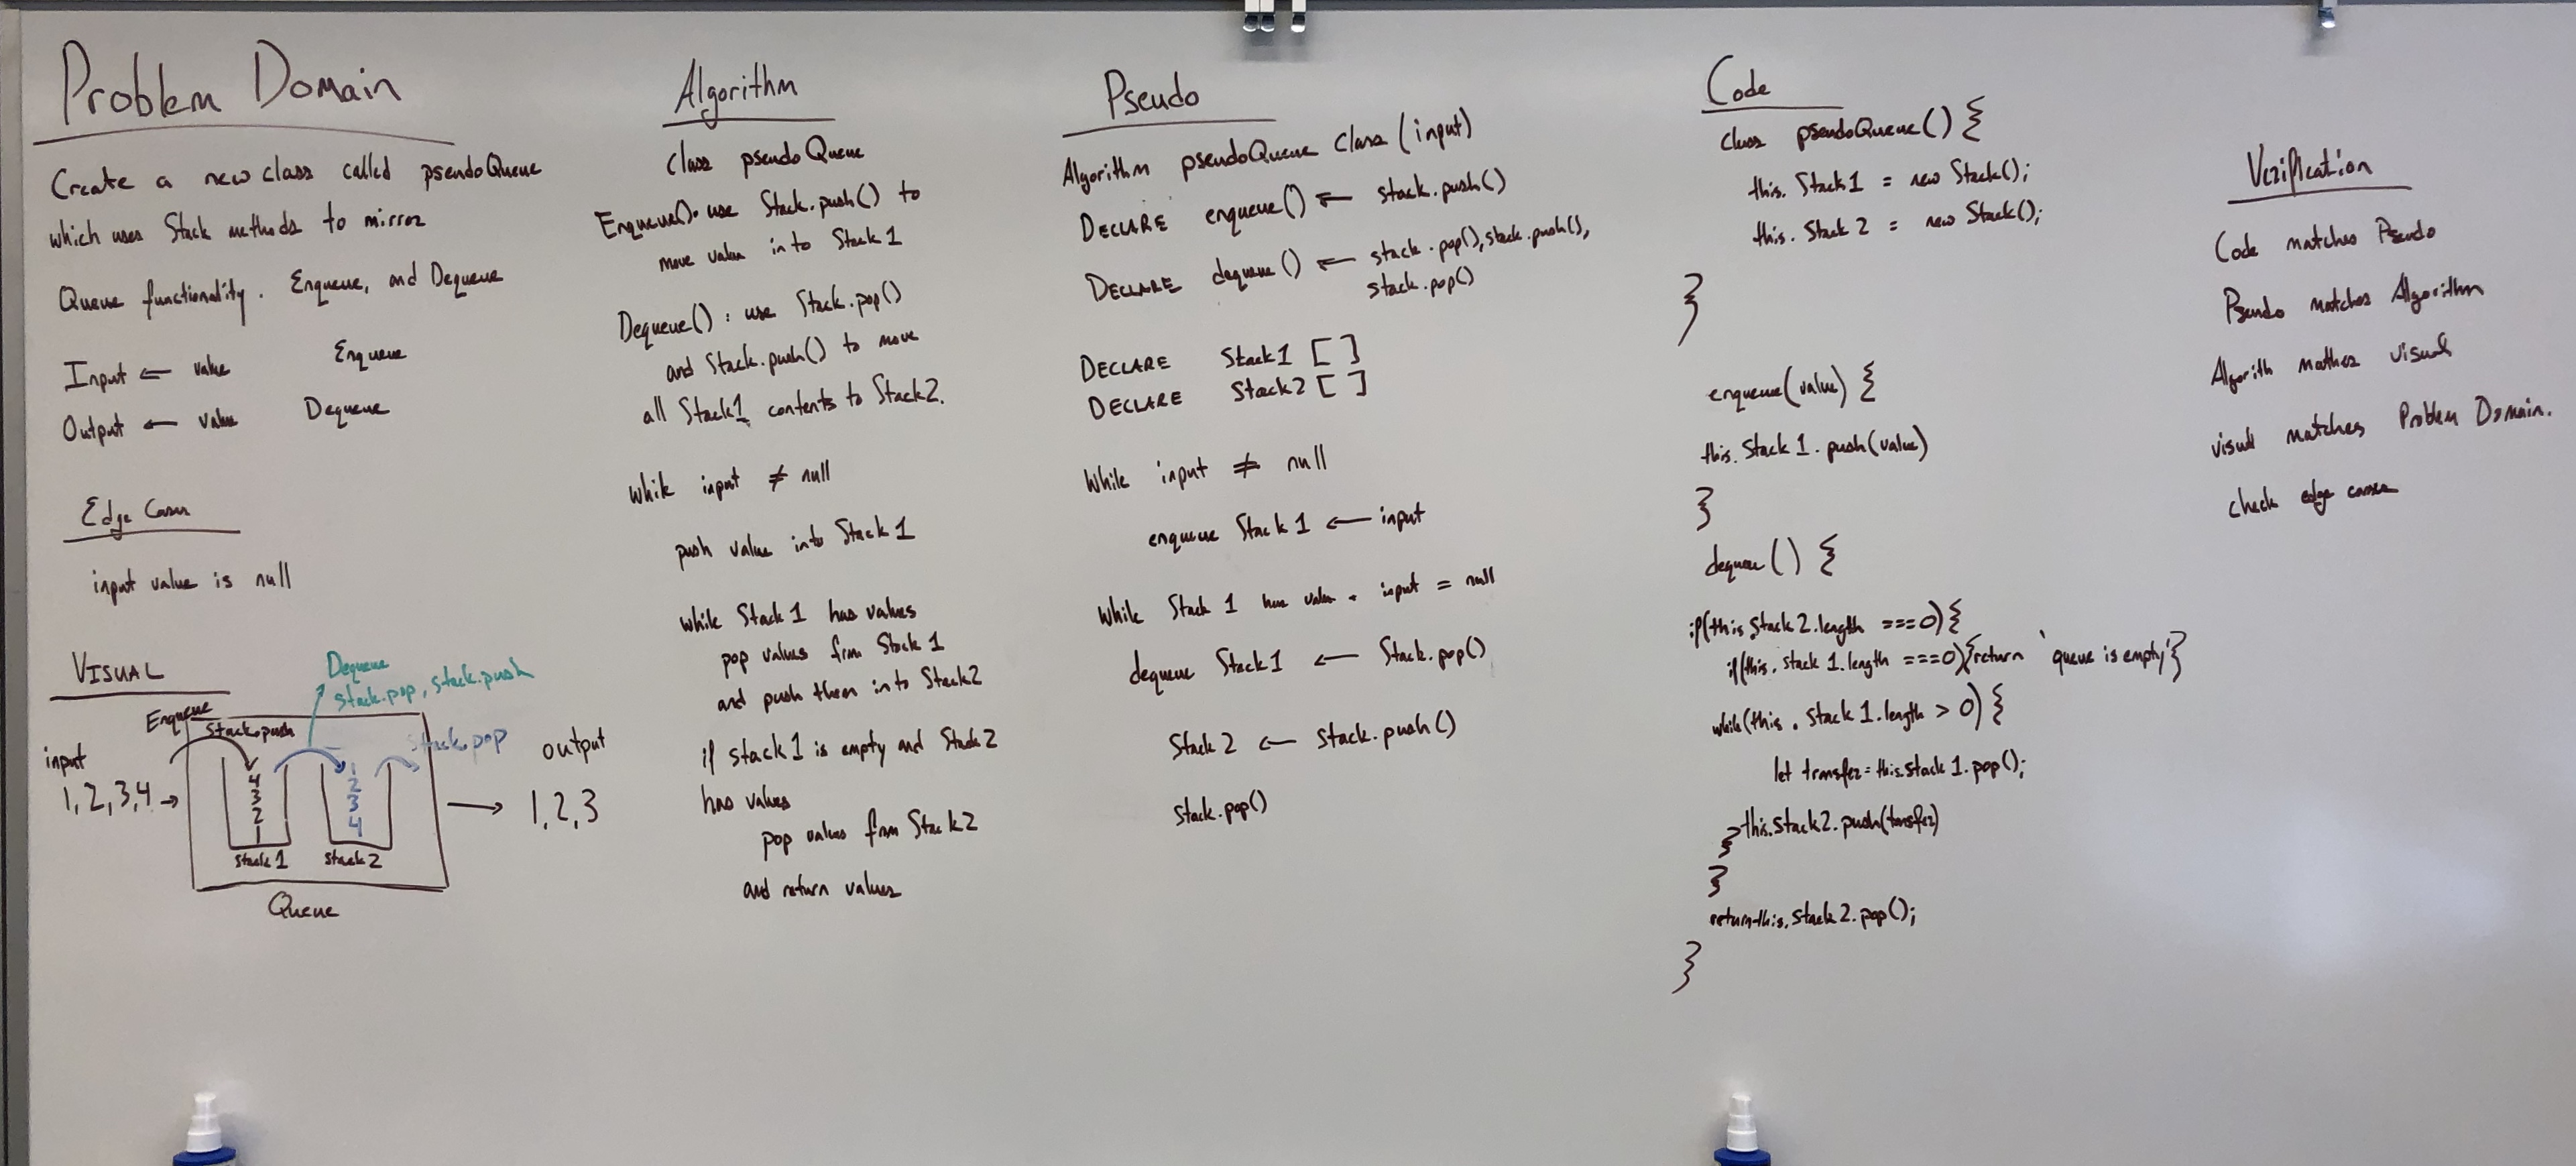 Problem Domain
Create a new class called pseudoQueue
which uses Stack methods to mirror
Queue functionality. Enqueue, and Dequeue
Input ← value Enqueue
Output ← value Dequeue
Edge Cases
input value is null
VISUAL
Dequeue
stack.pop, stack.push
Enqueue
Stack.push
Stack.pop
input
output
1,2,3,4 →
4
3
2
1
1
2
3
4
→ 1,2,3
Stack 1
Stack 2
Queue
Algorithm
Class pseudoQueue
Enqueue(): use Stack.push() to
move value in to Stack 1
Dequeue(): use Stack.pop()
and Stack.push() to move
all Stack1 contents to Stack2.
while input ≠ null
push value into Stack 1
while Stack 1 has values
pop values from Stack 1
and push them into Stack2
if stack 1 is empty and Stack 2
has values
pop values from Stack 2
and return values
Pseudo
Algorithm pseudoQueue Class (input)
DECLARE enqueue() ← stack.push()
DECLARE dequeue() ← stack.pop(), stack.push(),
stack.pop()
DECLARE Stack1 [ ]
DECLARE Stack2 [ ]
While input ≠ null
enqueue Stack 1 ← input
While Stack 1 has value . input = null
dequeue Stack1 ← Stack.pop()
Stack 2 ← stack.push()
stack.pop()
Code
class pseudoQueue() {
this. Stack1 = new Stack();
this. Stack 2 = new Stack();
}
enqueue(value) {
this. Stack 1. push(value)
}
dequeu() {
if(this.Stack 2.length ===0){
if(this. stack 1.length ===0){return 'queue is empty'}
while(this. Stack 1.length > 0) {
let transfer = this.stack 1.pop();
this.Stack2.push(tansfer)
}
}
return this.stack 2.pop();
}
Verification
Code matches Pseudo
Pseudo matches Algorithm
Algorith mathes visual
visual matches Problem Domain.
check edge cases